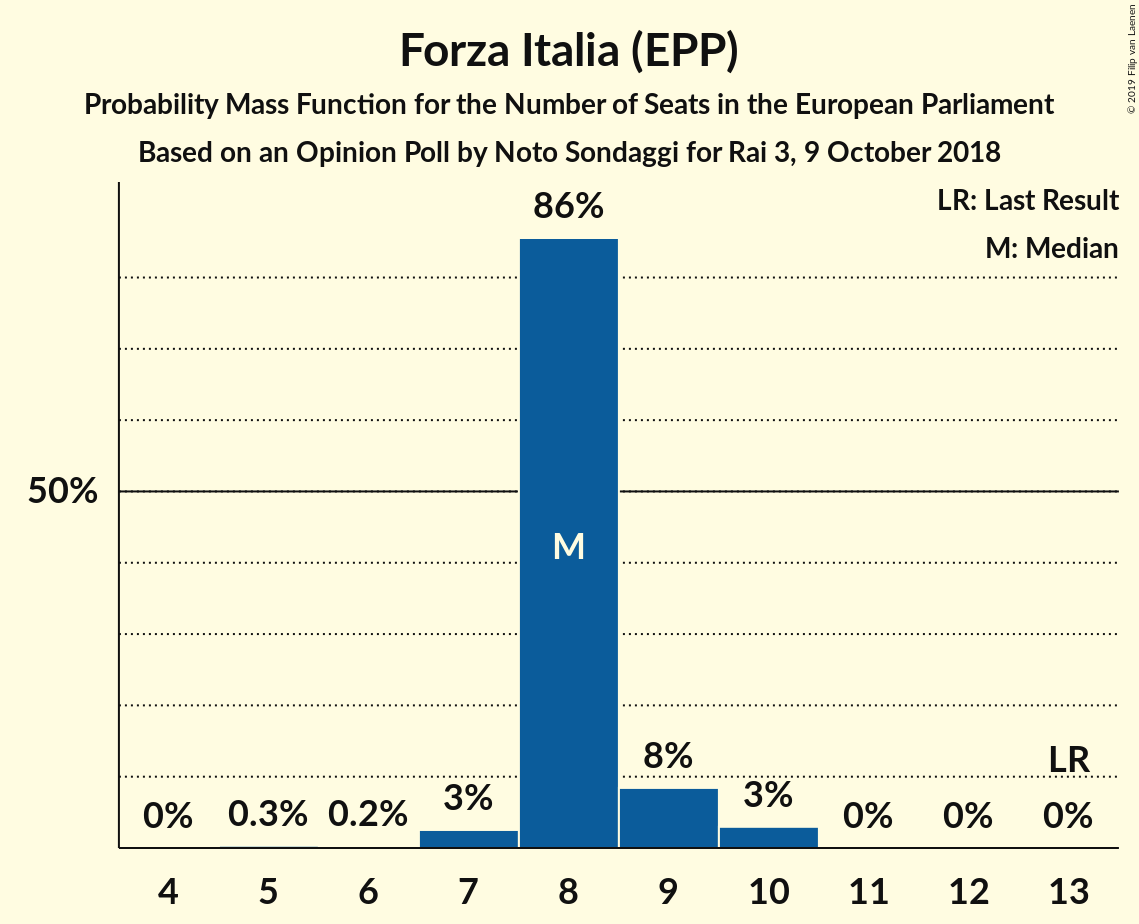 Forza Italia (EPP)
Probability Mass Function for the Number of Seats in the European Parliament
Based on an Opinion Poll by Noto Sondaggi for Rai 3, 9 October 2018
© 2019 Filip van Laenen
LR: Last Result
M: Median
86%
50%
M
8%
LR
0% 0.3% 0.2% 3% 3% 0% 0% 0%
4 5 6 7 8 9 10 11 12 13